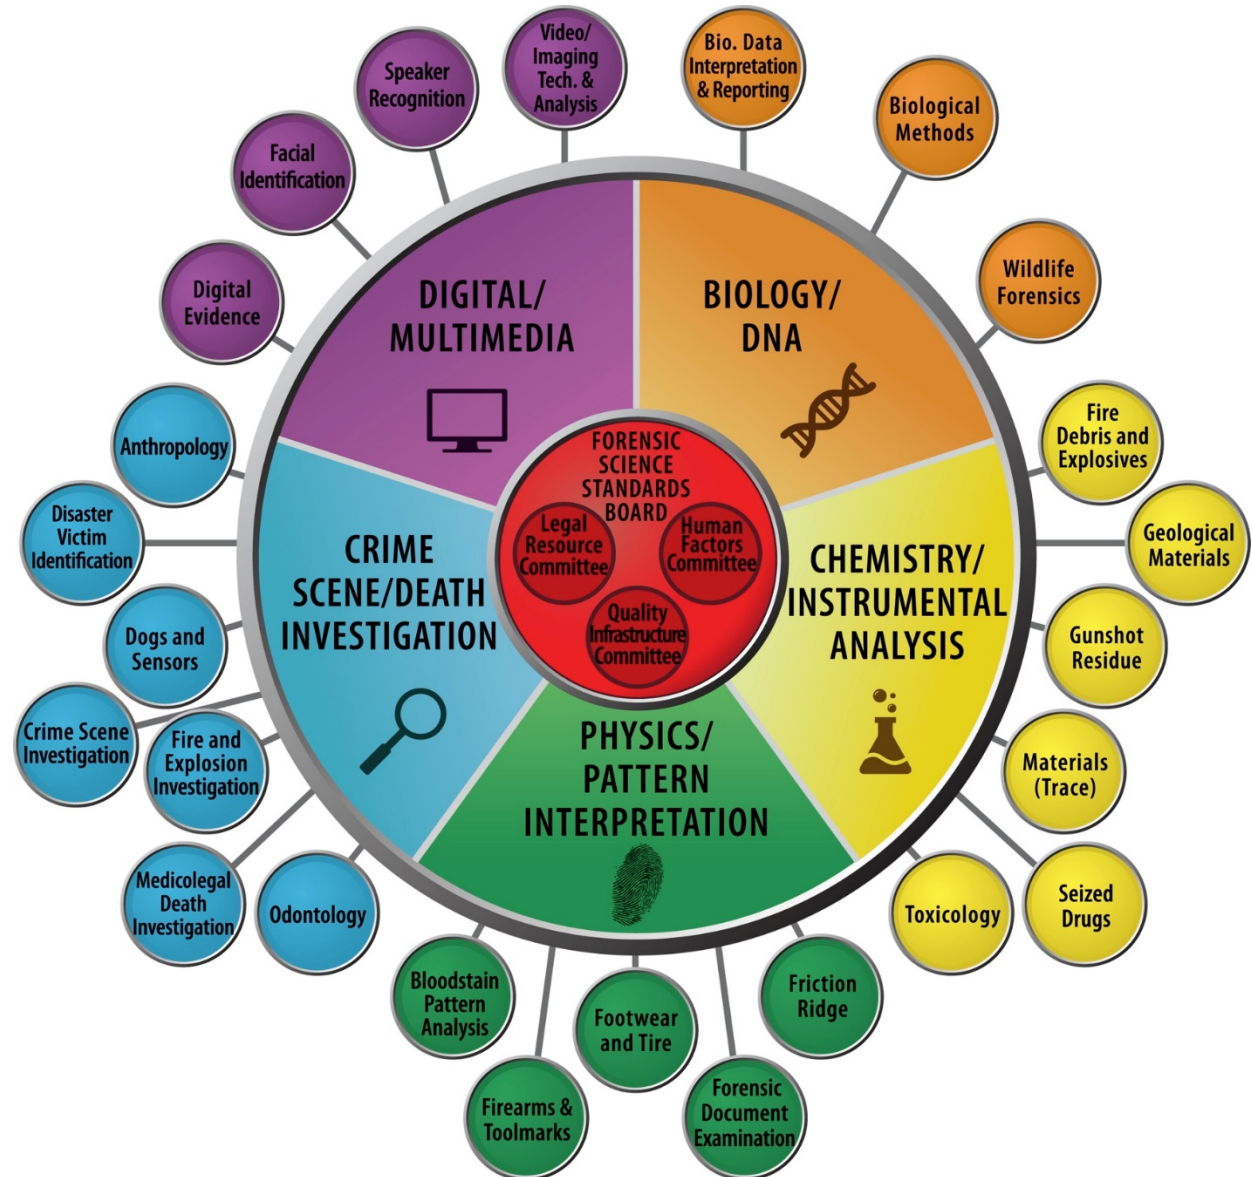 Video/
Imaging
Tech. &
Analysis
Bio. Data
Interpretation
& Reporting
Speaker
Recognition
Biological
Methods
Facial
Identification
Digital
Evidence
Wildlife
Forensics
DIGITAL/
MULTIMEDIA
BIOLOGY/
DNA
Anthropology
Fire
Debris and
Explosives
FORENSIC
SCIENCE
STANDARDS
BOARD
Legal
Resource
Committee
Human
Factors
Committee
Quality
Infrastructure
Committee
Disaster
Victim
Identification
Geological
Materials
CRIME
SCENE/DEATH
INVESTIGATION
CHEMISTRY/
INSTRUMENTAL
ANALYSIS
Dogs and
Sensors
Gunshot
Residue
Crime Scene
Investigation
Fire and
Explosion
Investigation
Materials
(Trace)
PHYSICS/
PATTERN
INTERPRETATION
Medicolegal
Death
Investigation
Odontology
Toxicology
Seized
Drugs
Bloodstain
Pattern
Analysis
Footwear
and Tire
Friction
Ridge
Firearms &
Toolmarks
Forensic
Document
Examination